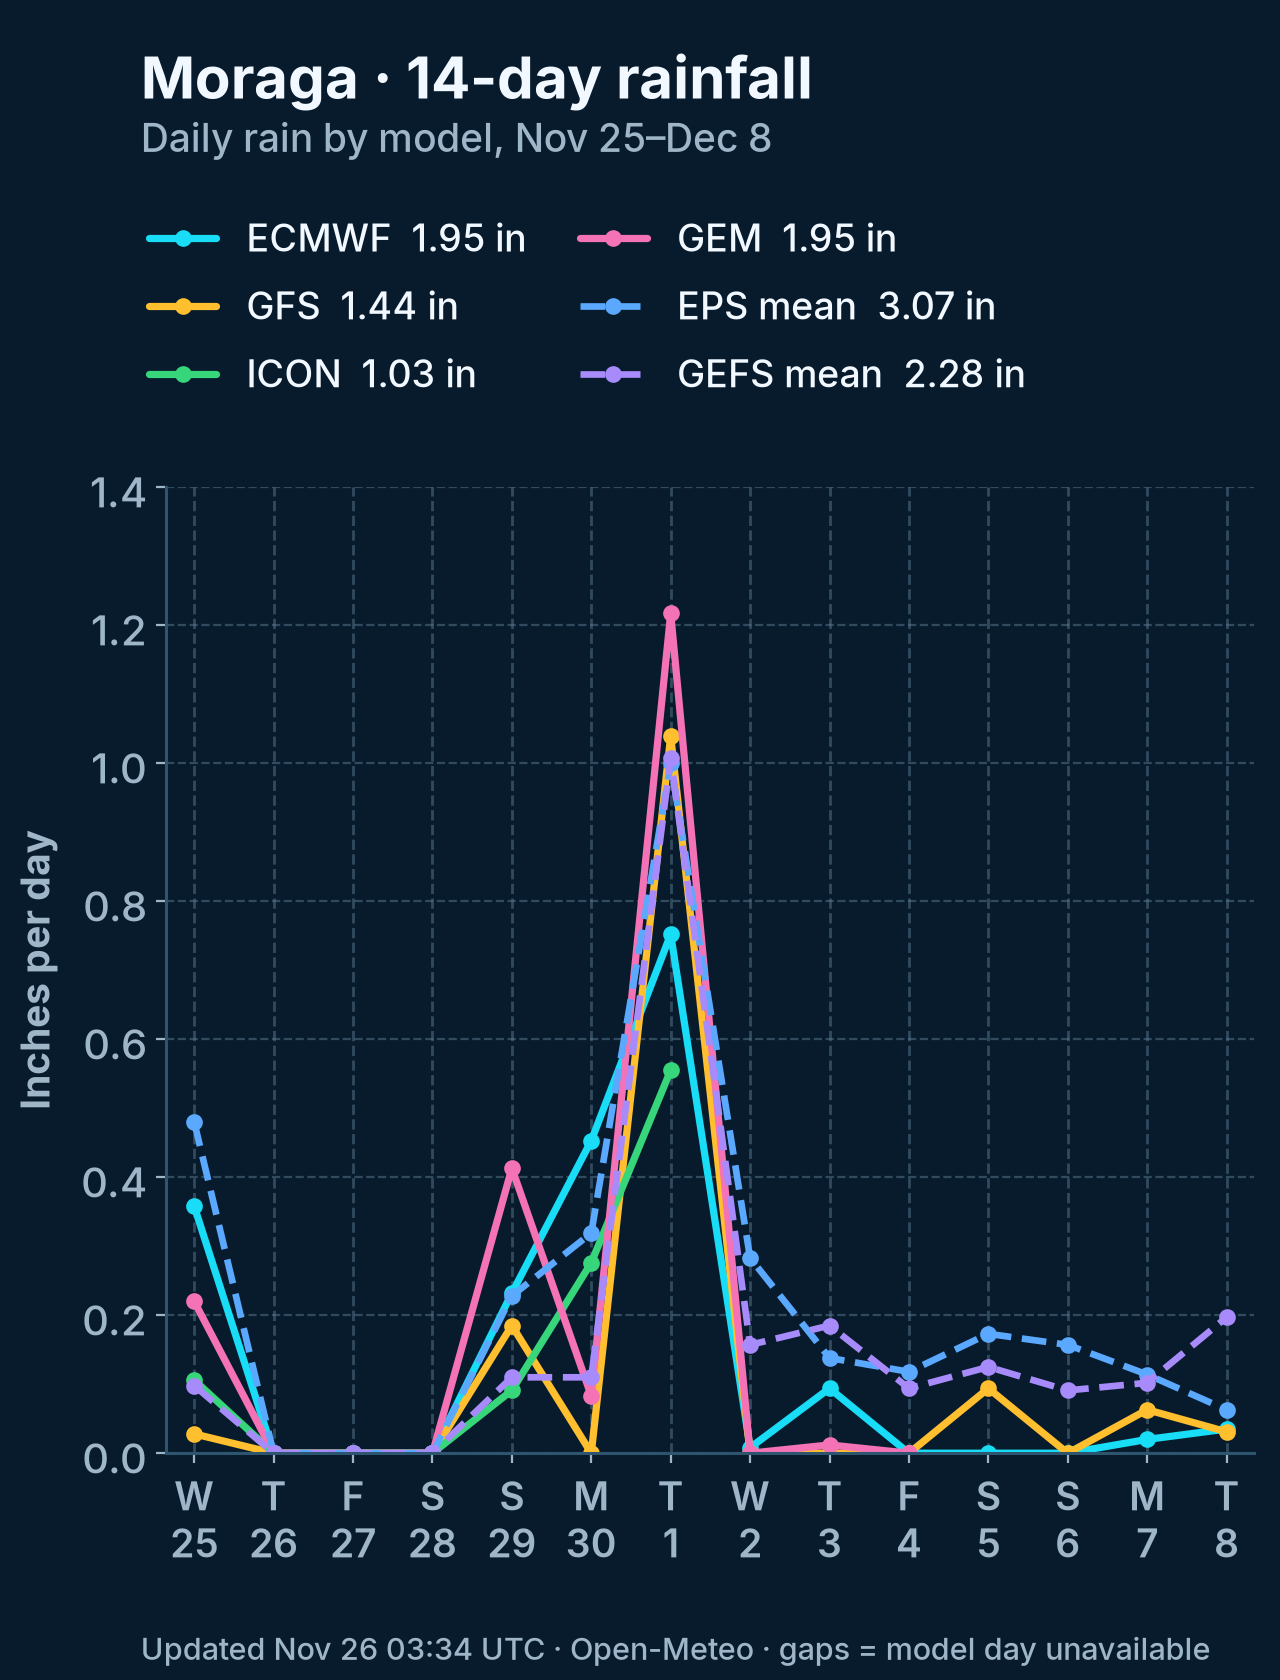 Moraga · 14-day rainfall
Daily rain by model, Nov 25–Dec 8
ECMWF 1.95 in
GEM 1.95 in
GFS 1.44 in
EPS mean 3.07 in
ICON 1.03 in
GEFS mean 2.28 in
Inches per day
1.4
1.2
1.0
0.8
0.6
0.4
0.2
0.0
W T F S S M T W T F S S M T
25 26 27 28 29 30 1 2 3 4 5 6 7 8
Updated Nov 26 03:34 UTC · Open-Meteo · gaps = model day unavailable